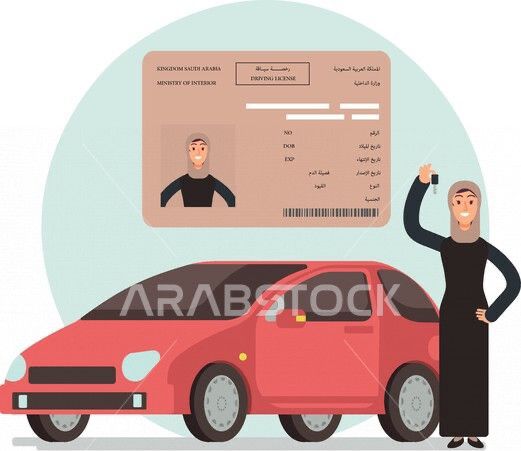 KINGDOM SAUDI ARABIA
MINISTRY OF INTERIOR
رخصة سياقة
DRIVING LICENSE
المملكة العربية السعودية
وزارة الداخلية
NO الرقم
DOB تاريخ الميلاد
EXP تاريخ الإنتهاء
فصيلة الدم تاريخ الإصدار
القيود النوع
الجنسية
ARABSTOCK